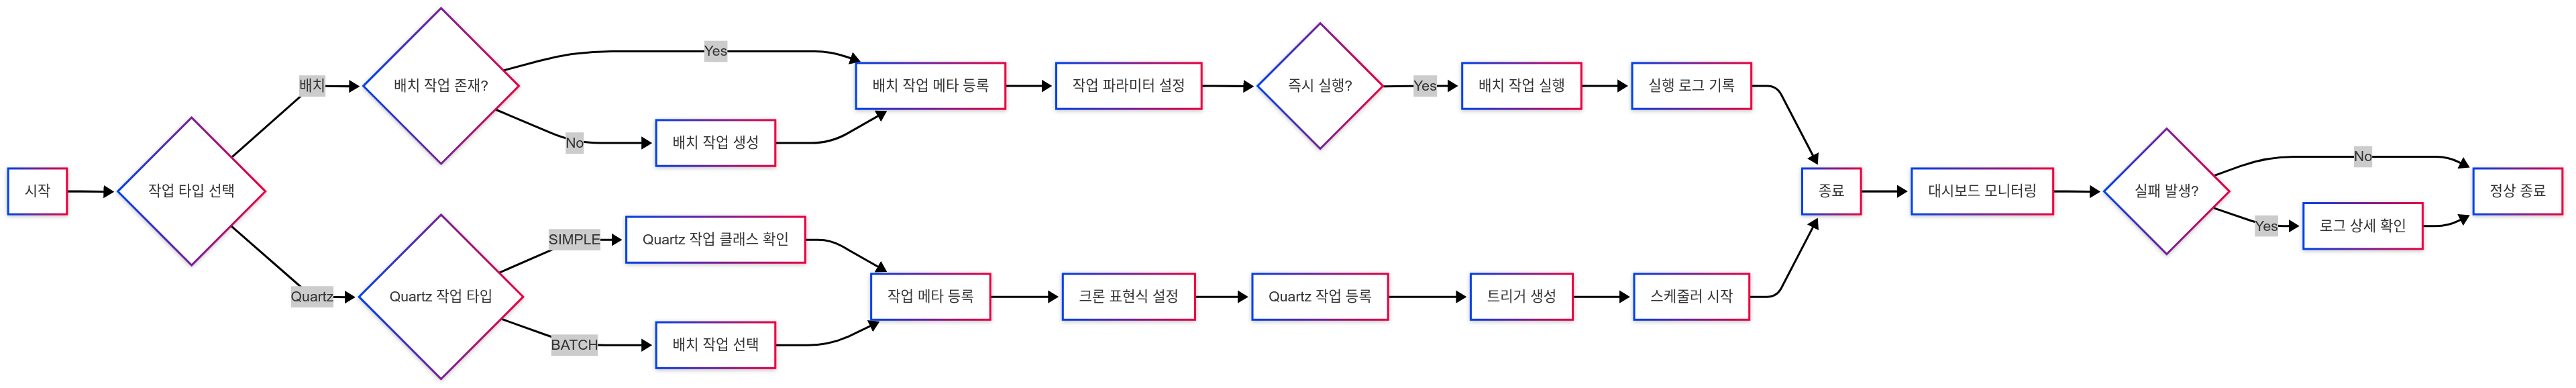 시작
작업 타입 선택
배치
배치 작업 존재?
Yes
No
배치 작업 생성
배치 작업 메타 등록
작업 파라미터 설정
즉시 실행?
Yes
배치 작업 실행
실행 로그 기록
Quartz
Quartz 작업 타입
SIMPLE
Quartz 작업 클래스 확인
BATCH
배치 작업 선택
작업 메타 등록
크론 표현식 설정
Quartz 작업 등록
트리거 생성
스케줄러 시작
종료
대시보드 모니터링
실패 발생?
No
Yes
로그 상세 확인
정상 종료